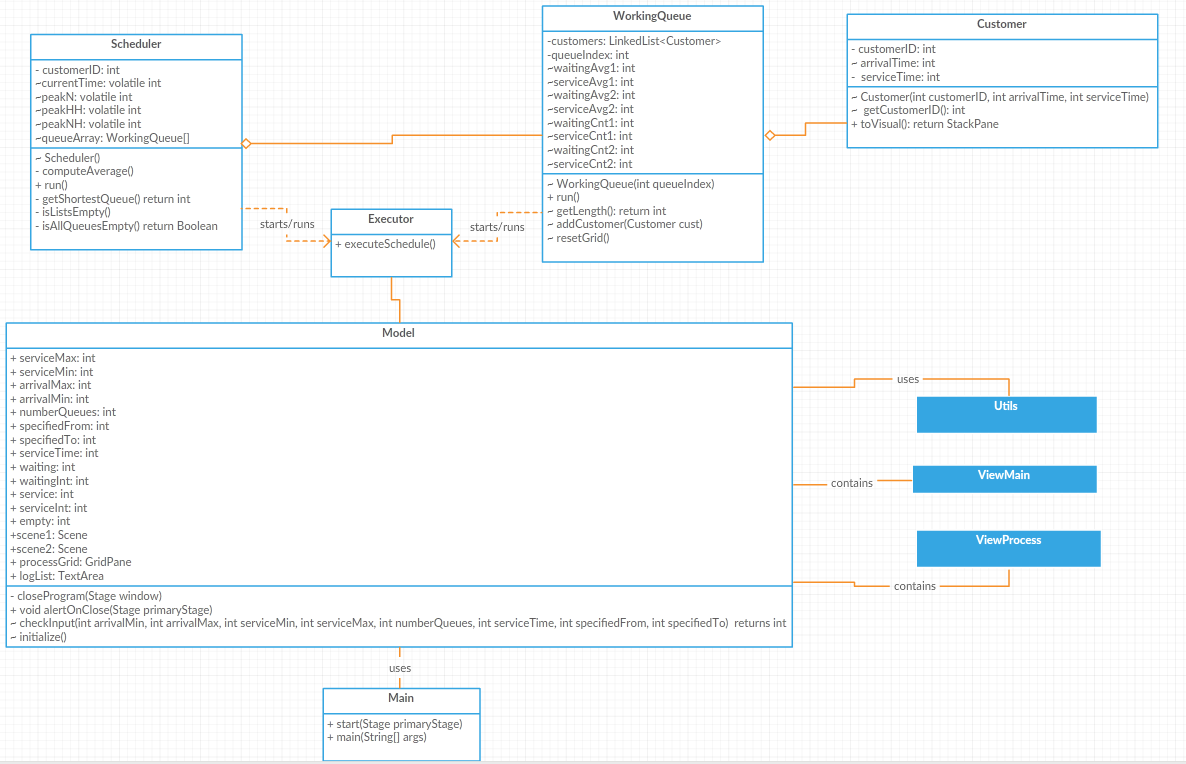 Scheduler
- customerID: int
~currentTime: volatile int
~peakN: volatile int
~peakHH: volatile int
~peakNH: volatile int
~queueArray: WorkingQueue[]
~ Scheduler()
- computeAverage()
+ run()
- getShortestQueue() return int
- isListsEmpty()
- isAllQueuesEmpty() return Boolean
WorkingQueue
-customers: LinkedList<Customer>
-queueIndex: int
~waitingAvg1: int
~serviceAvg1: int
~waitingAvg2: int
~serviceAvg2: int
~waitingCnt1: int
~serviceCnt1: int
~waitingCnt2: int
~serviceCnt2: int
~ WorkingQueue(int queueIndex)
+ run()
~ getLength(): return int
~ addCustomer(Customer cust)
~ resetGrid()
Customer
- customerID: int
~ arrivalTime: int
- serviceTime: int
~ Customer(int customerID, int arrivalTime, int serviceTime)
~ getCustomerID(): int
+ toVisual(): return StackPane
starts/runs
Executor
+ executeSchedule()
starts/runs
Model
+ serviceMax: int
+ serviceMin: int
+ arrivalMax: int
+ arrivalMin: int
+ numberQueues: int
+ specifiedFrom: int
+ specifiedTo: int
+ serviceTime: int
+ waiting: int
+ waitingInt: int
+ service: int
+ serviceInt: int
+ empty: int
+scene1: Scene
+scene2: Scene
+ processGrid: GridPane
+ logList: TextArea
- closeProgram(Stage window)
+ void alertOnClose(Stage primaryStage)
~ checkInput(int arrivalMin, int arrivalMax, int serviceMin, int serviceMax, int numberQueues, int serviceTime, int specifiedFrom, int specifiedTo) returns int
~ initialize()
uses
Utils
contains
ViewMain
ViewProcess
contains
uses
Main
+ start(Stage primaryStage)
+ main(String[] args)